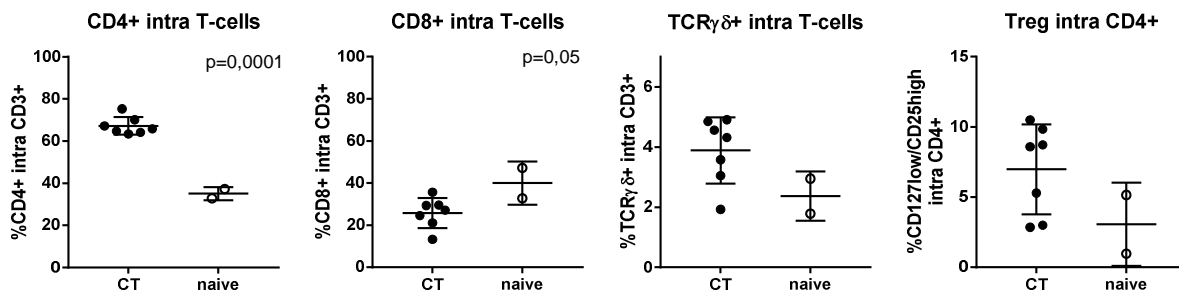 CD4+ intra T-cells
%CD4+ intra CD3+
100
80
60
40
20
0
p=0,0001
CT
naive
CD8+ intra T-cells
%CD8+ intra CD3+
100
80
60
40
20
0
p=0,05
CT
naive
TCRγδ+ intra T-cells
%TCRγδ+ intra CD3+
6
4
2
0
CT
naive
Treg intra CD4+
%CD127low/CD25high
intra CD4+
15
10
5
0
CT
naive